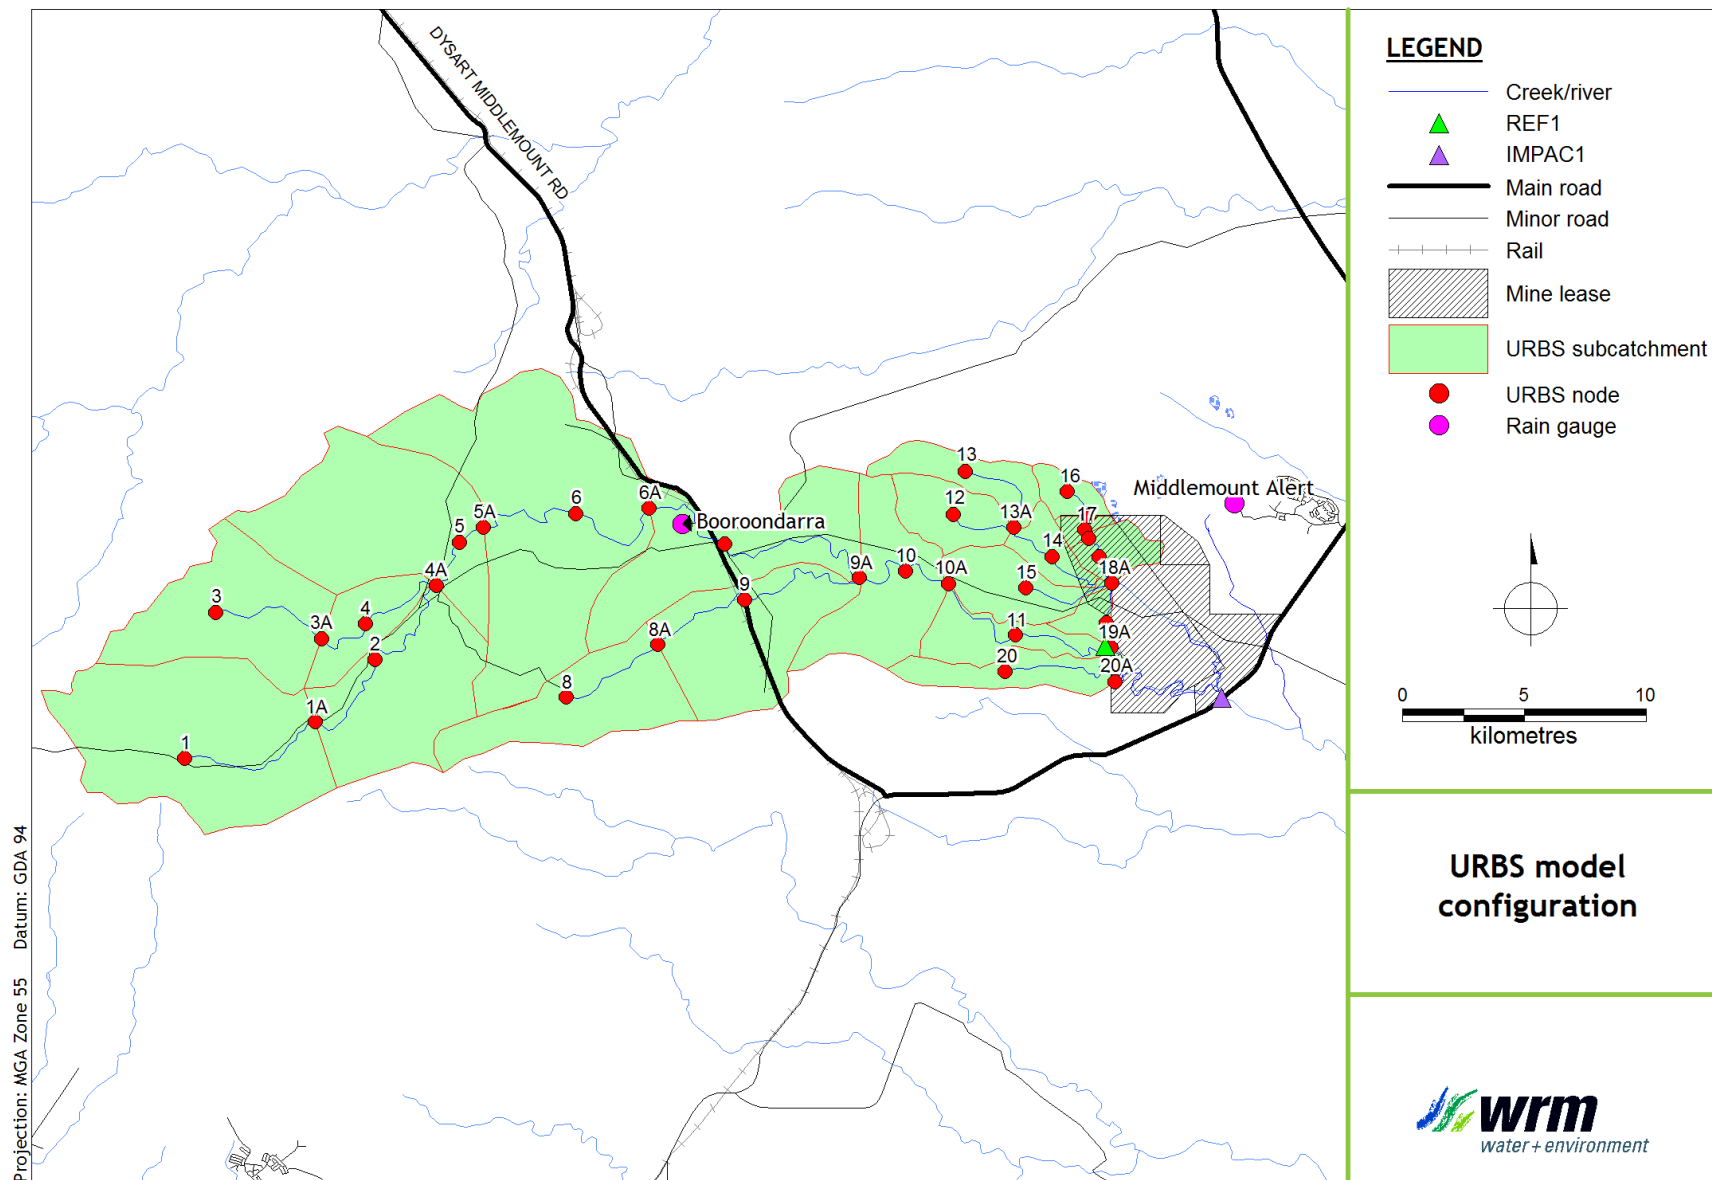 DYSART MIDDLEMOUNT RD
13
16
12
Middlemount Alert
6
6A
17
13A
5A
Booroondarra
5
14
9A
10
18A
4A
10A
15
9
3
4
3A
11
8A
19A
2
20
20A
8
1A
1
LEGEND
Creek/river
REF1
IMPAC1
Main road
Minor road
Rail
Mine lease
URBS subcatchment
URBS node
Rain gauge
0 5 10
kilometres
URBS model
configuration
wrm
water+environment
Projection: MGA Zone 55 Datum: GDA 94